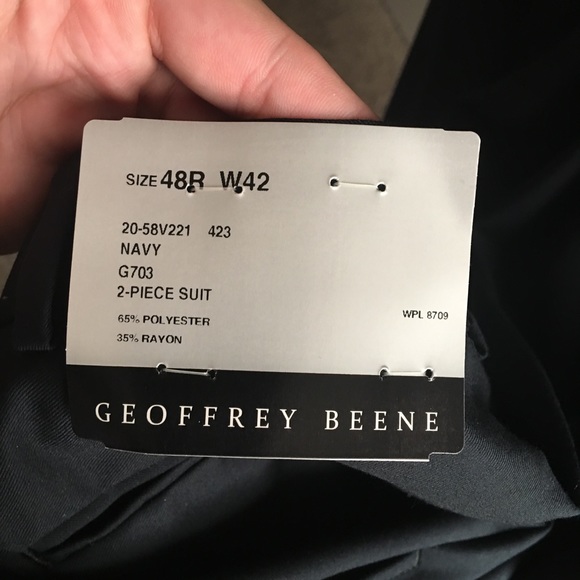 SIZE 48R W42
20-58V221 423
NAVY
G703
2-PIECE SUIT
65% POLYESTER
WPL 8709
35% RAYON
GEOFFREY BEENE